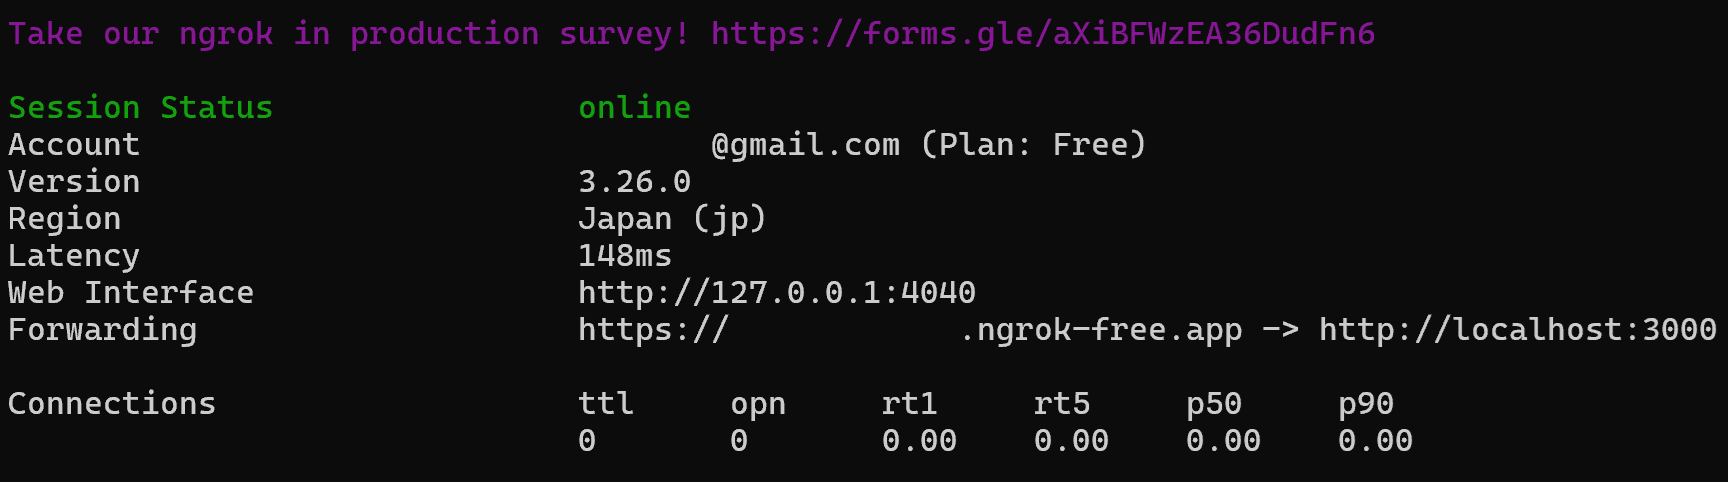 Take our ngrok in production survey! https://forms.gle/aXiBFWzEA36DudFn6
Session Status online
Account @gmail.com (Plan: Free)
Version 3.26.0
Region Japan (jp)
Latency 148ms
Web Interface http://127.0.0.1:4040
Forwarding https:// .ngrok-free.app -> http://localhost:3000
Connections ttl opn rt1 rt5 p50 p90
0 0 0.00 0.00 0.00 0.00